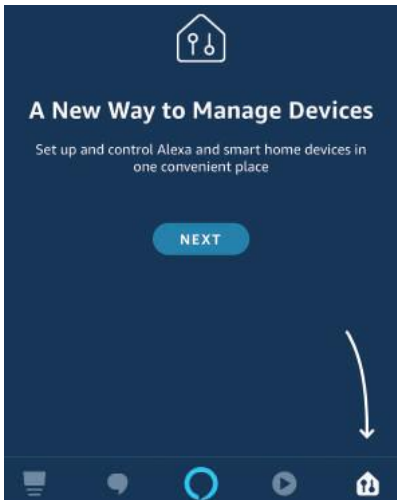 A New Way to Manage Devices
Set up and control Alexa and smart home devices in
one convenient place
NEXT